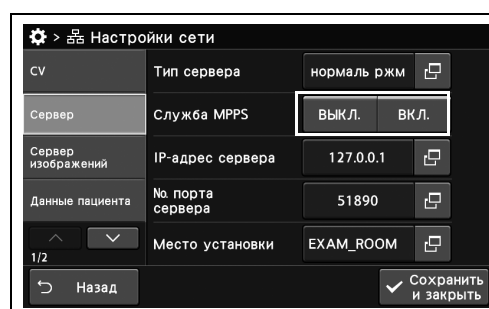 > Настройки сети
CV
Тип сервера
нормаль ржм
Сервер
Служба MPPS
ВЫКЛ.
ВКЛ.
Сервер
изображений
IP-адрес сервера
127.0.0.1
Данные пациента
№. порта
сервера
51890
1/2
Место установки
EXAM_ROOM
Назад
Сохранить
и закрыть